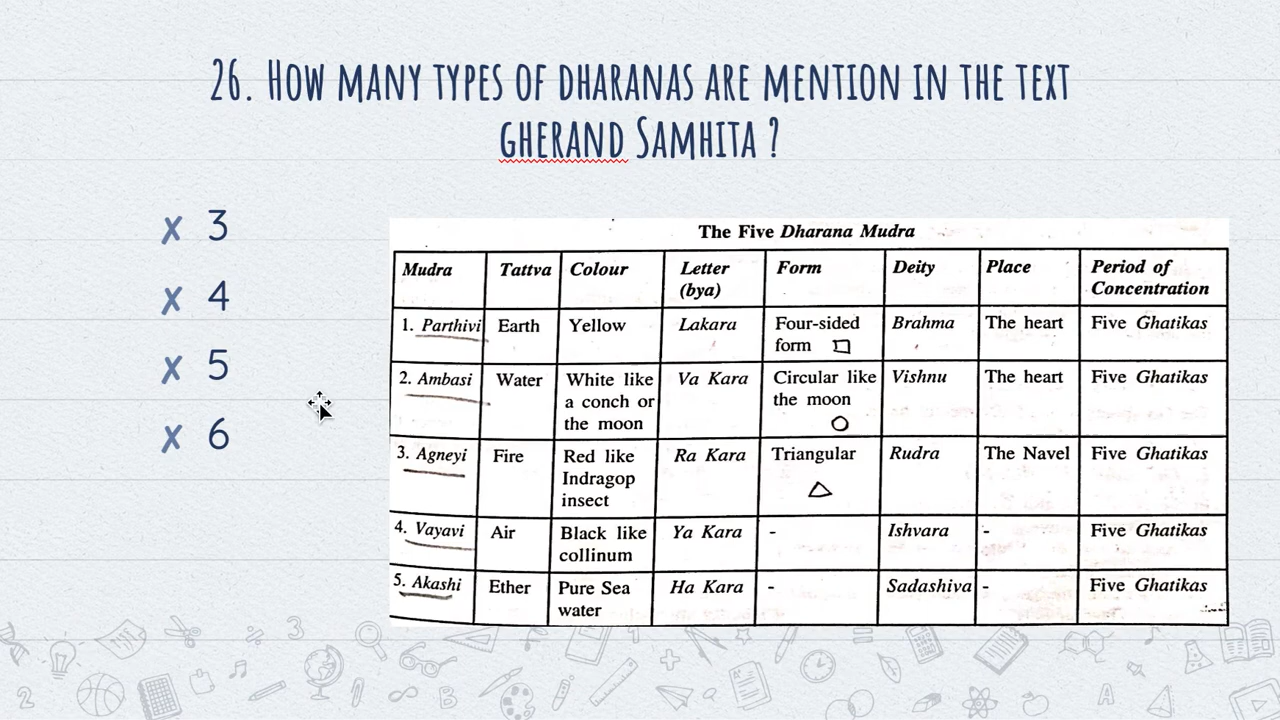 26. How many types of dharanas are mention in the text
gherand Samhita ?
✗ 3
✗ 4
✗ 5
✗ 6
The Five Dharana Mudra
Mudra Tattva Colour Letter (bya) Form Deity Place Period of Concentration
1. Parthivi Earth Yellow Lakara Four-sided form Brahma The heart Five Ghatikas
2. Ambasi Water White like a conch or the moon Va Kara Circular like the moon Vishnu The heart Five Ghatikas
3. Agneyi Fire Red like Indragop insect Ra Kara Triangular Rudra The Navel Five Ghatikas
4. Vayavi Air Black like collinum Ya Kara - Ishvara - Five Ghatikas
5. Akashi Ether Pure Sea water Ha Kara - Sadashiva - Five Ghatikas